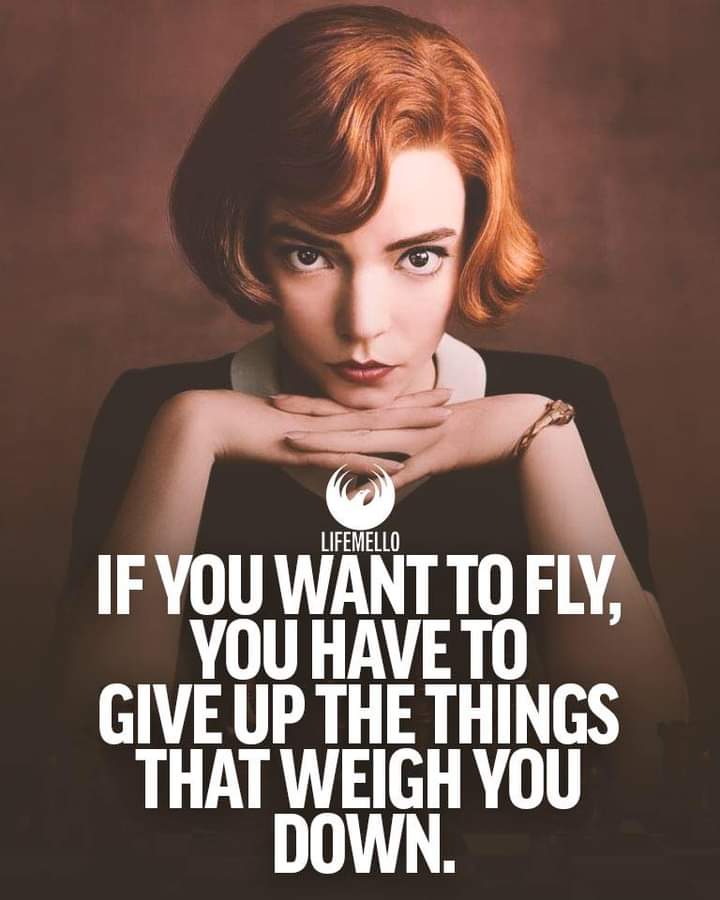 LIFEMELLO
IF YOU WANT TO FLY,
YOU HAVE TO
GIVE UP THE THINGS
THAT WEIGH YOU
DOWN.